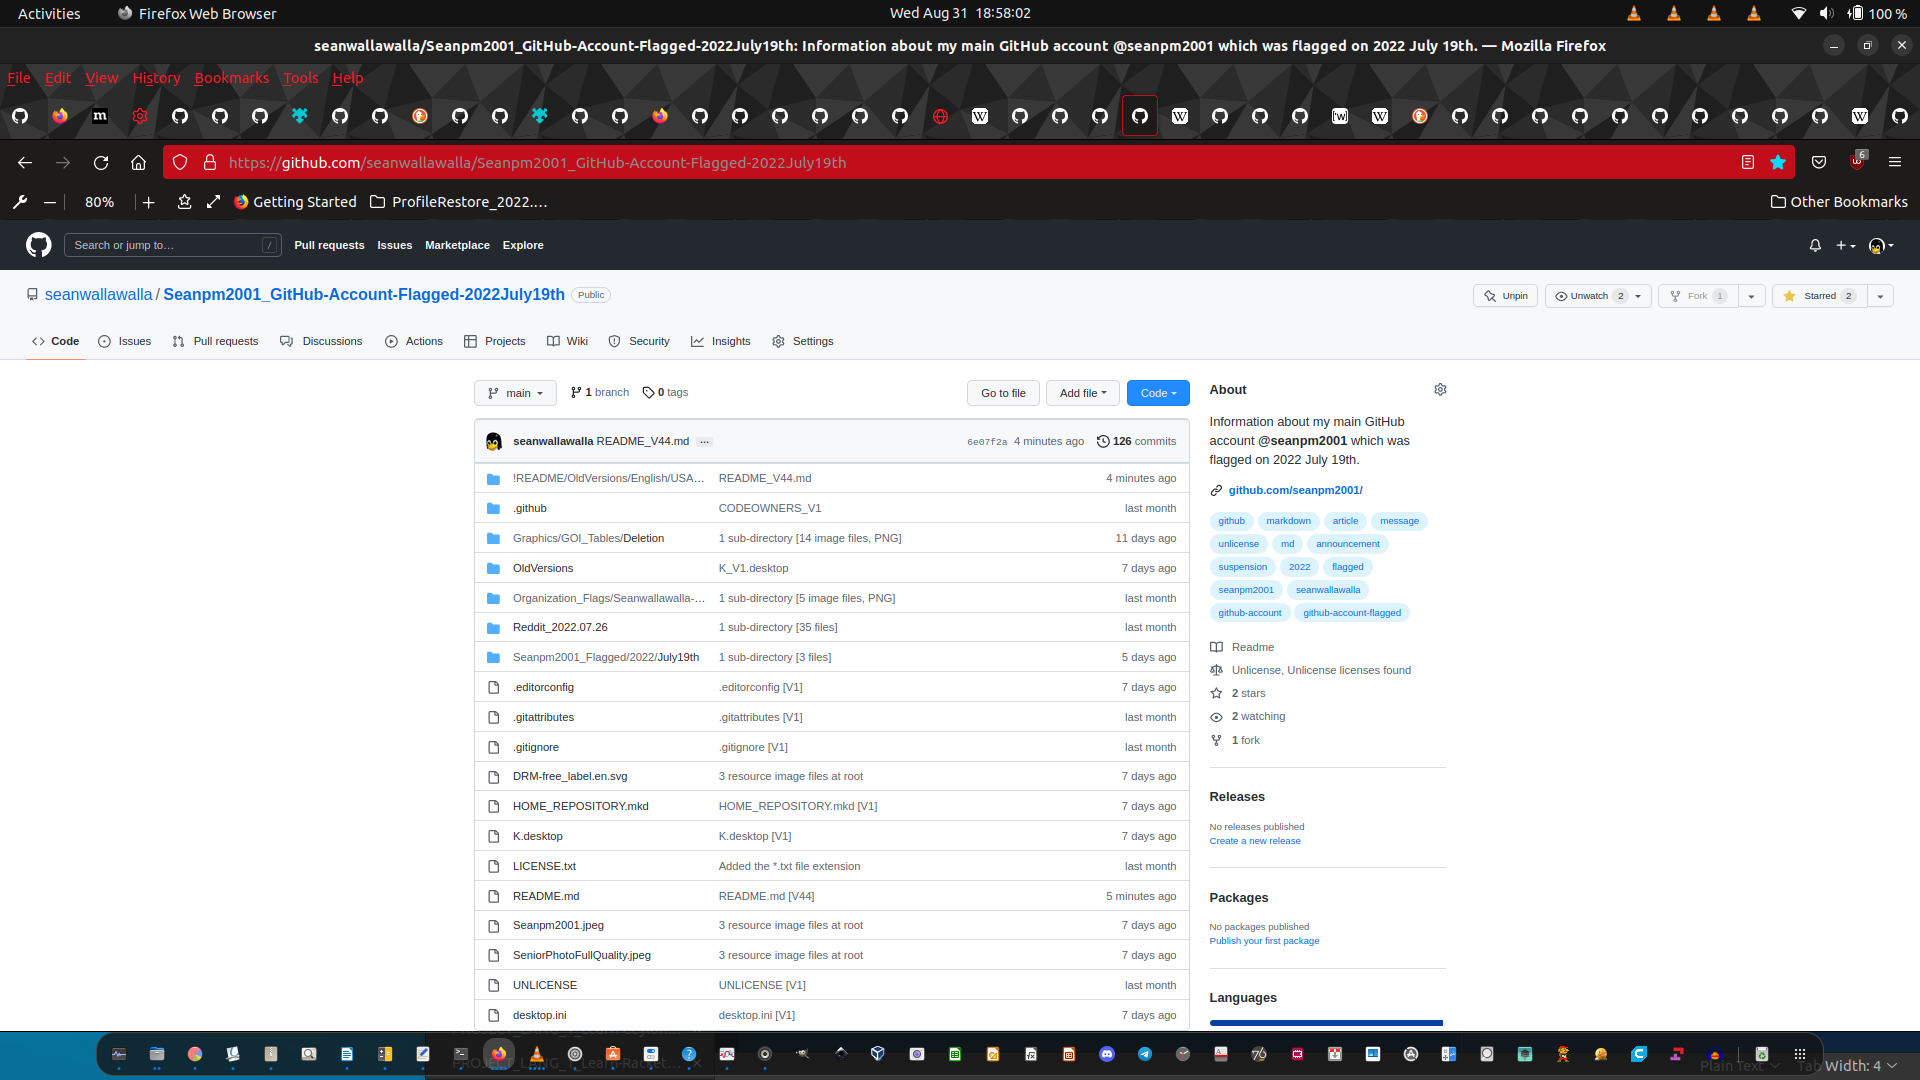 Activities
Firefox Web Browser
Wed Aug 31 18:58:02
100 %
seanwallawalla/Seanpm2001_GitHub-Account-Flagged-2022July19th: Information about my main GitHub account @seanpm2001 which was flagged on 2022 July 19th. — Mozilla Firefox
File Edit View History Bookmarks Tools Help
https://github.com/seanwallawalla/Seanpm2001_GitHub-Account-Flagged-2022July19th
6
80%
Getting Started
ProfileRestore_2022.…
Other Bookmarks
Search or jump to…
/
Pull requests Issues Marketplace Explore
seanwallawalla / Seanpm2001_GitHub-Account-Flagged-2022July19th Public
Unpin
Unwatch 2
Fork 1
Starred 2
Code Issues Pull requests Discussions Actions Projects Wiki Security Insights Settings
main
1 branch
0 tags
Go to file
Add file
Code
seanwallawalla README_V44.md ...
6e07f2a 4 minutes ago 126 commits
!README/OldVersions/English/USA… README_V44.md 4 minutes ago
.github CODEOWNERS_V1 last month
Graphics/GOI_Tables/Deletion 1 sub-directory [14 image files, PNG] 11 days ago
OldVersions K_V1.desktop 7 days ago
Organization_Flags/Seanwallawalla-… 1 sub-directory [5 image files, PNG] last month
Reddit_2022.07.26 1 sub-directory [35 files] last month
Seanpm2001_Flagged/2022/July19th 1 sub-directory [3 files] 5 days ago
.editorconfig .editorconfig [V1] 7 days ago
.gitattributes .gitattributes [V1] last month
.gitignore .gitignore [V1] last month
DRM-free_label.en.svg 3 resource image files at root 7 days ago
HOME_REPOSITORY.mkd HOME_REPOSITORY.mkd [V1] 7 days ago
K.desktop K.desktop [V1] 7 days ago
LICENSE.txt Added the *.txt file extension last month
README.md README.md [V44] 5 minutes ago
Seanpm2001.jpeg 3 resource image files at root 7 days ago
SeniorPhotoFullQuality.jpeg 3 resource image files at root 7 days ago
UNLICENSE UNLICENSE [V1] last month
desktop.ini desktop.ini [V1] 7 days ago
About
Information about my main GitHub
account @seanpm2001 which was
flagged on 2022 July 19th.
github.com/seanpm2001/
github markdown article message
unlicense md announcement
suspension 2022 flagged
seanpm2001 seanwallawalla
github-account github-account-flagged
Readme
Unlicense, Unlicense licenses found
2 stars
2 watching
1 fork
Releases
No releases published
Create a new release
Packages
No packages published
Publish your first package
Languages
Plain Text
Tab Width: 4